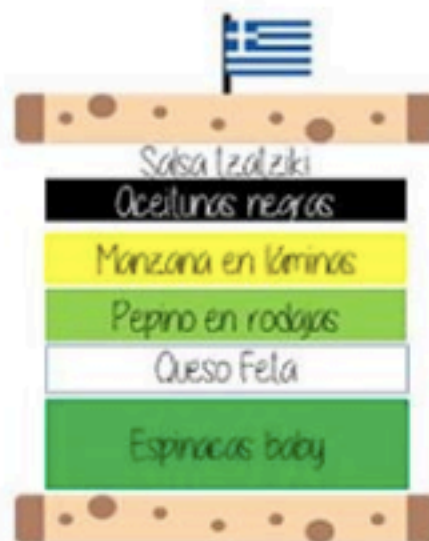 Salsa tzatziki
Aceitunas negras
Manzana en láminas
Pepino en rodajas
Queso Feta
Espinacas baby